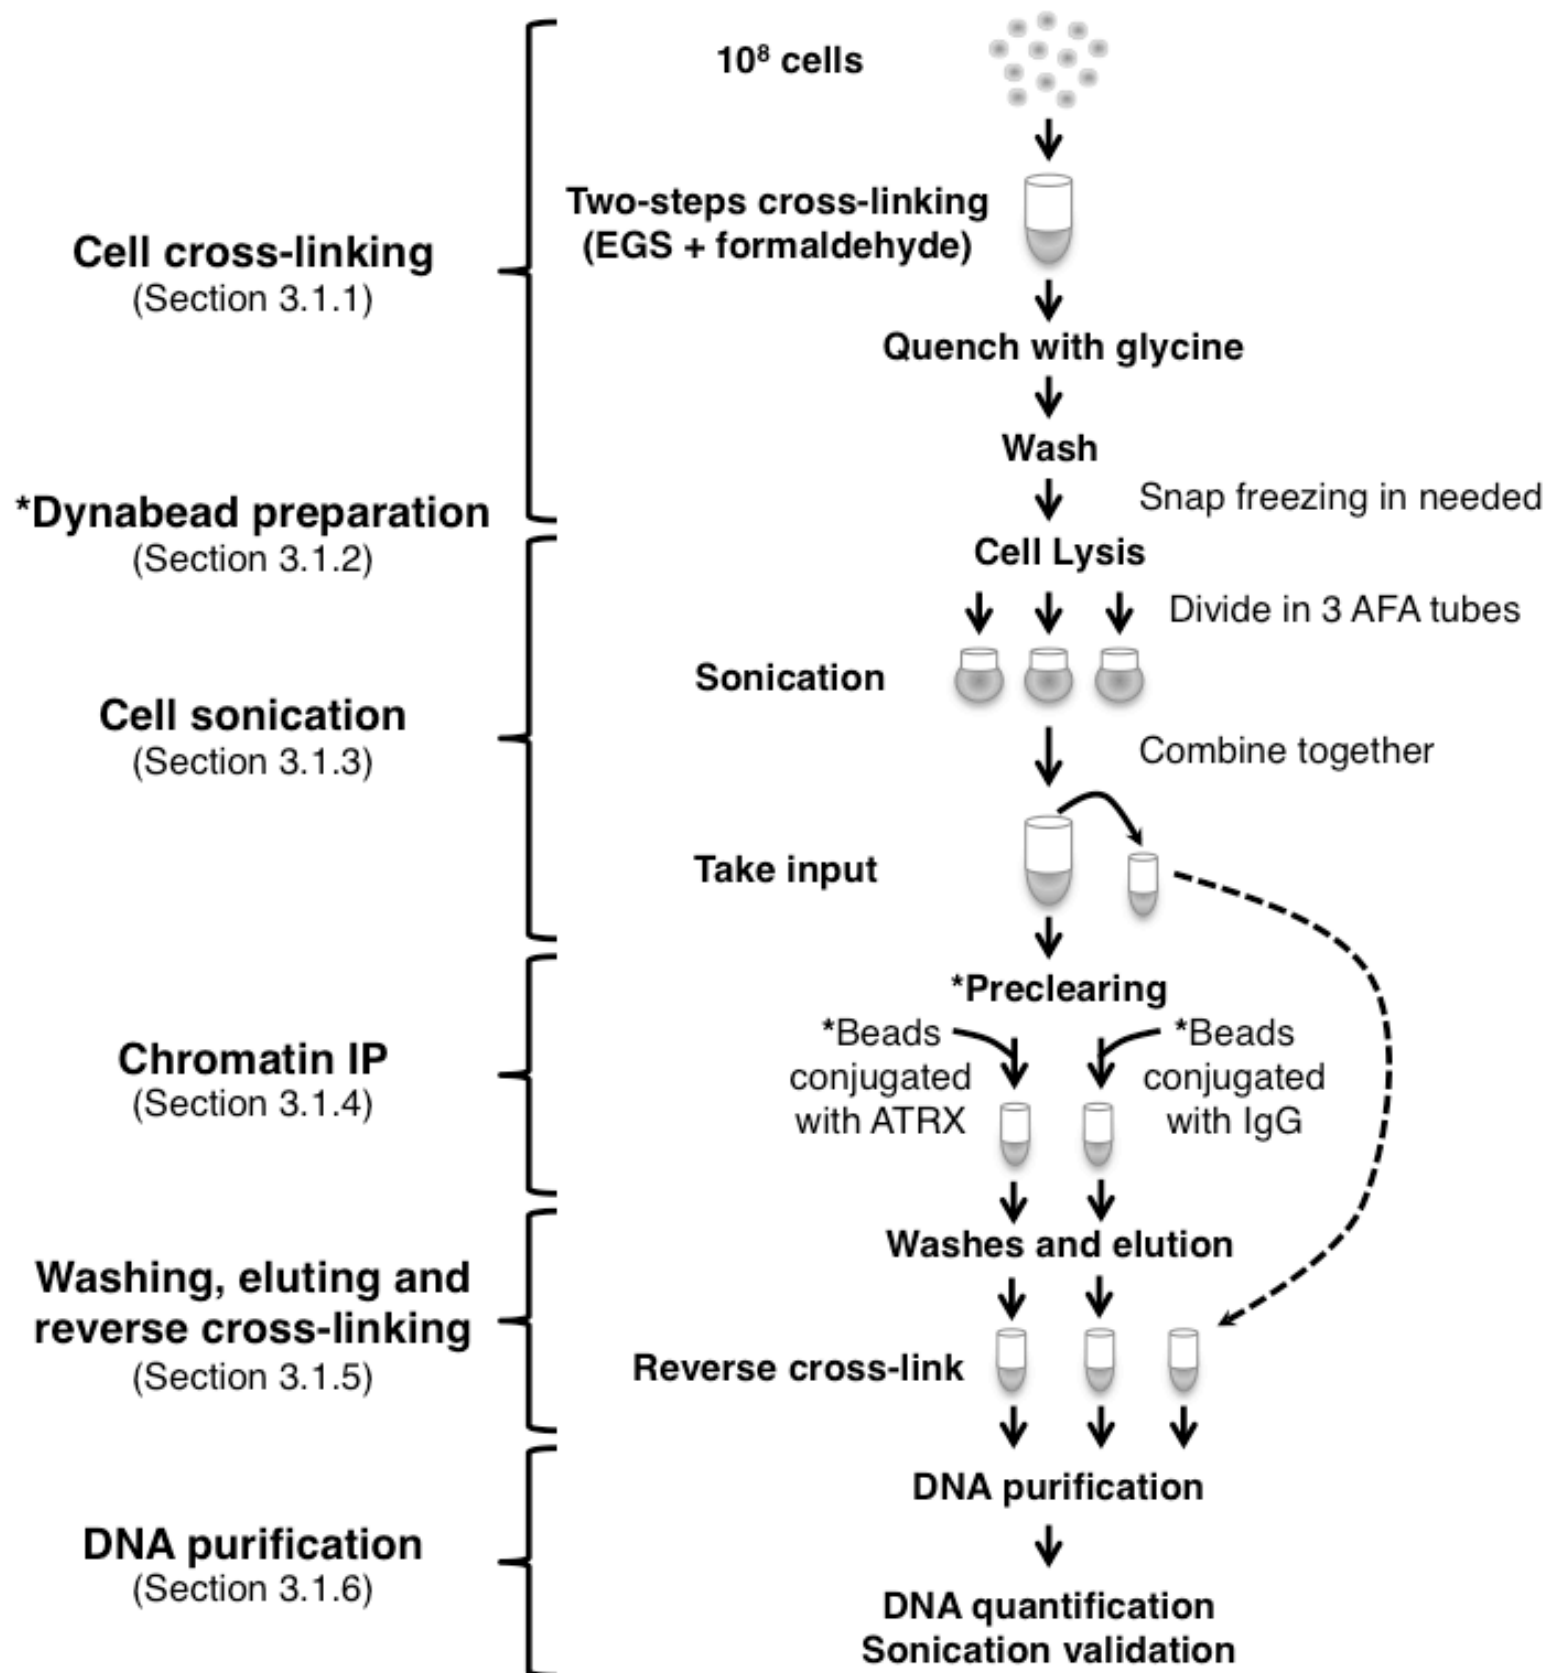 10⁸ cells
Two-steps cross-linking
(EGS + formaldehyde)
Cell cross-linking
(Section 3.1.1)
Quench with glycine
Wash
Snap freezing in needed
*Dynabead preparation
(Section 3.1.2)
Cell Lysis
Divide in 3 AFA tubes
Sonication
Cell sonication
(Section 3.1.3)
Combine together
Take input
*Preclearing
*Beads
conjugated
with ATRX
*Beads
conjugated
with IgG
Chromatin IP
(Section 3.1.4)
Washes and elution
Washing, eluting and
reverse cross-linking
(Section 3.1.5)
Reverse cross-link
DNA purification
DNA purification
(Section 3.1.6)
DNA quantification
Sonication validation